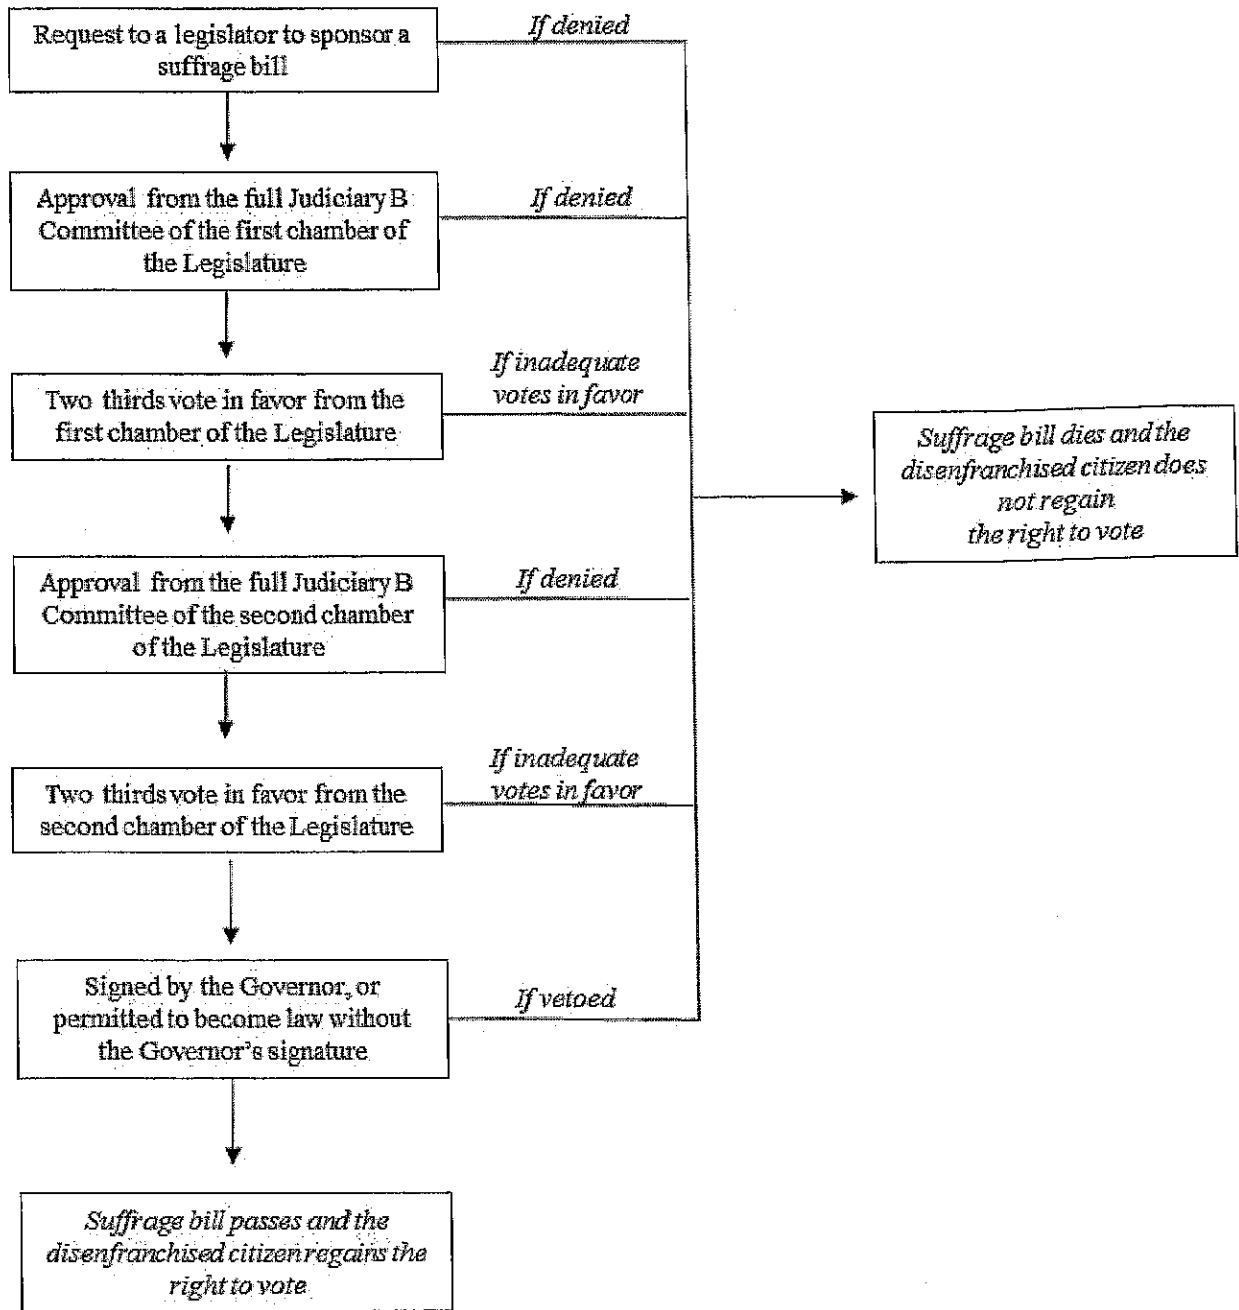 Request to a legislator to sponsor a
suffrage bill
If denied
Approval from the full Judiciary B
Committee of the first chamber of
the Legislature
If denied
Two thirds vote in favor from the
first chamber of the Legislature
If inadequate
votes in favor
Approval from the full Judiciary B
Committee of the second chamber
of the Legislature
If denied
Two thirds vote in favor from the
second chamber of the Legislature
If inadequate
votes in favor
Signed by the Governor, or
permitted to become law without
the Governor's signature
If vetoed
Suffrage bill passes and the
disenfranchised citizen regains the
right to vote
Suffrage bill dies and the
disenfranchised citizen does
not regain
the right to vote